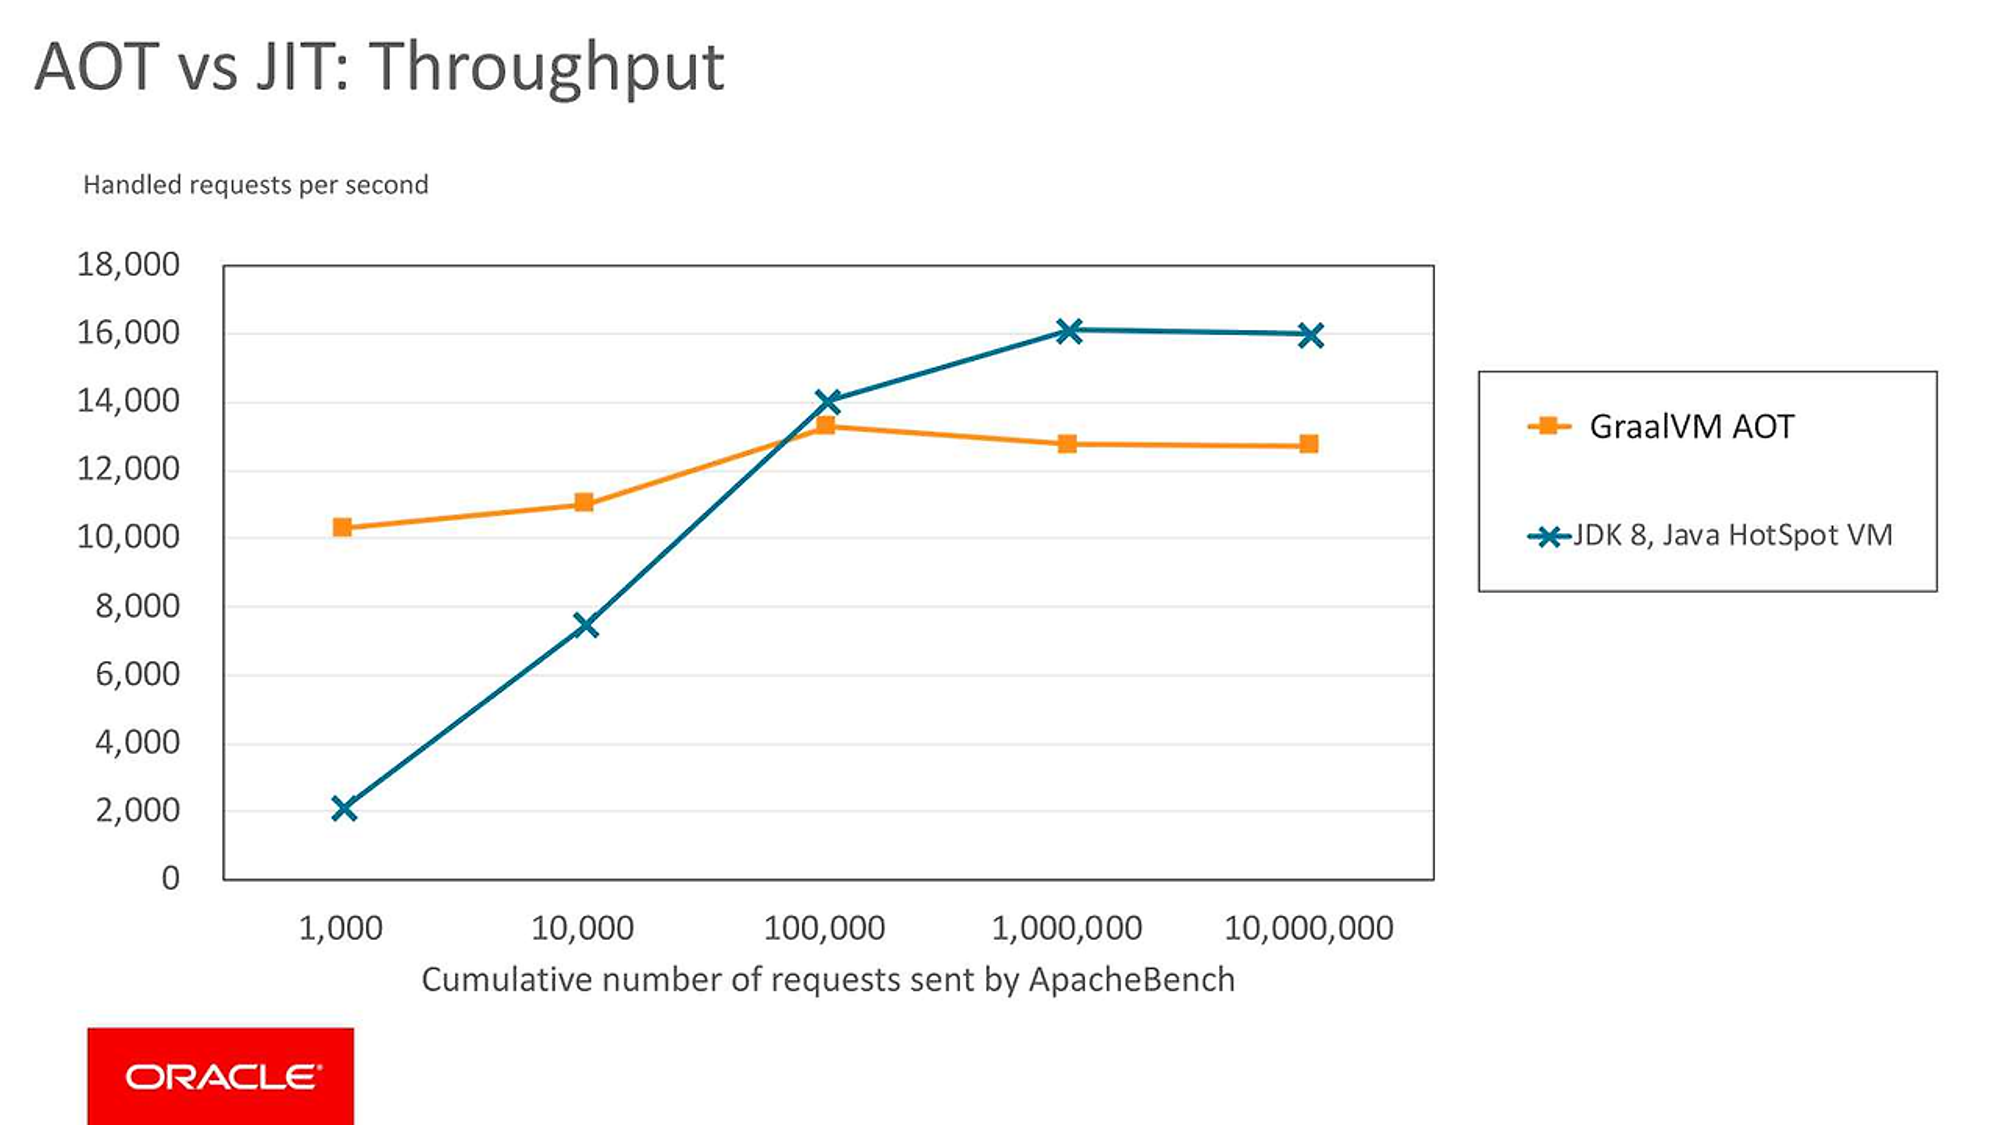 AOT vs JIT: Throughput
Handled requests per second
18,000
16,000
14,000
12,000
10,000
8,000
6,000
4,000
2,000
0
1,000 10,000 100,000 1,000,000 10,000,000
Cumulative number of requests sent by ApacheBench
GraalVM AOT
JDK 8, Java HotSpot VM
ORACLE®